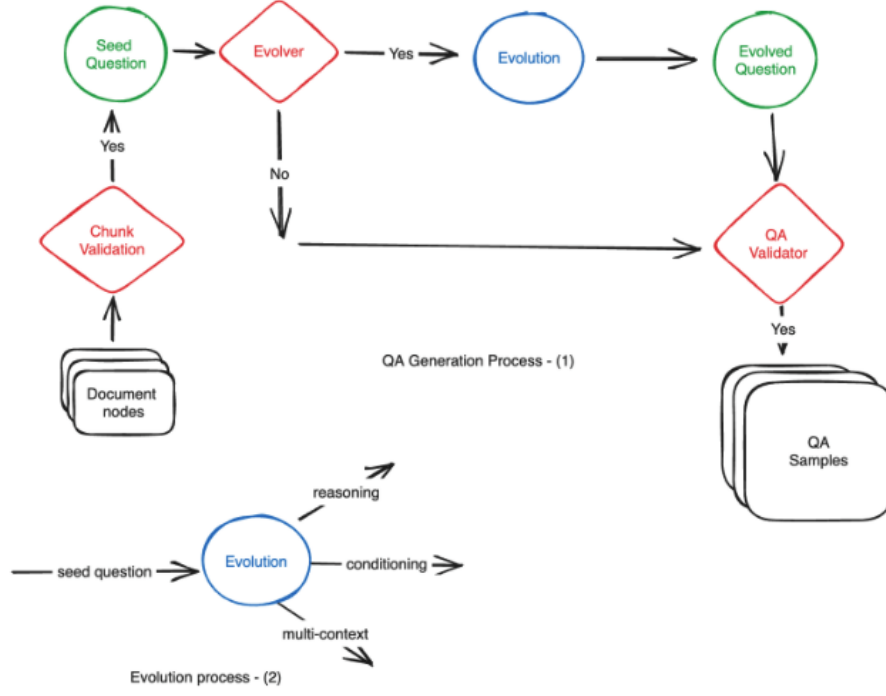 Seed
Question
Evolver
Yes
Evolution
Evolved
Question
Yes
No
Chunk
Validation
QA
Validator
Yes
Document
nodes
QA Generation Process - (1)
QA
Samples
reasoning
seed question
Evolution
conditioning
multi-context
Evolution process - (2)